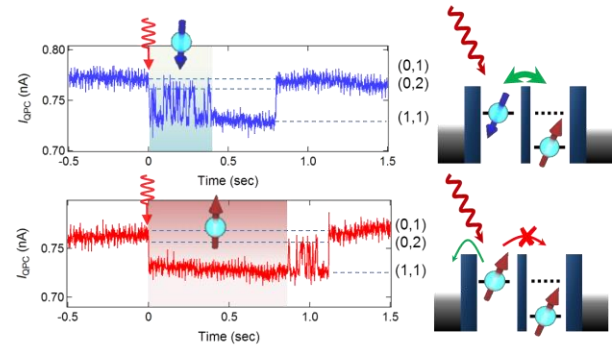 0.80
0.75
0.70
I_QPC (nA)
(0,1)
(0,2)
(1,1)
-0.5 0 0.5 1.0 1.5
Time (sec)
0.75
0.70
I_QPC (nA)
(0,1)
(0,2)
(1,1)
-0.5 0 0.5 1.0 1.5
Time (sec)